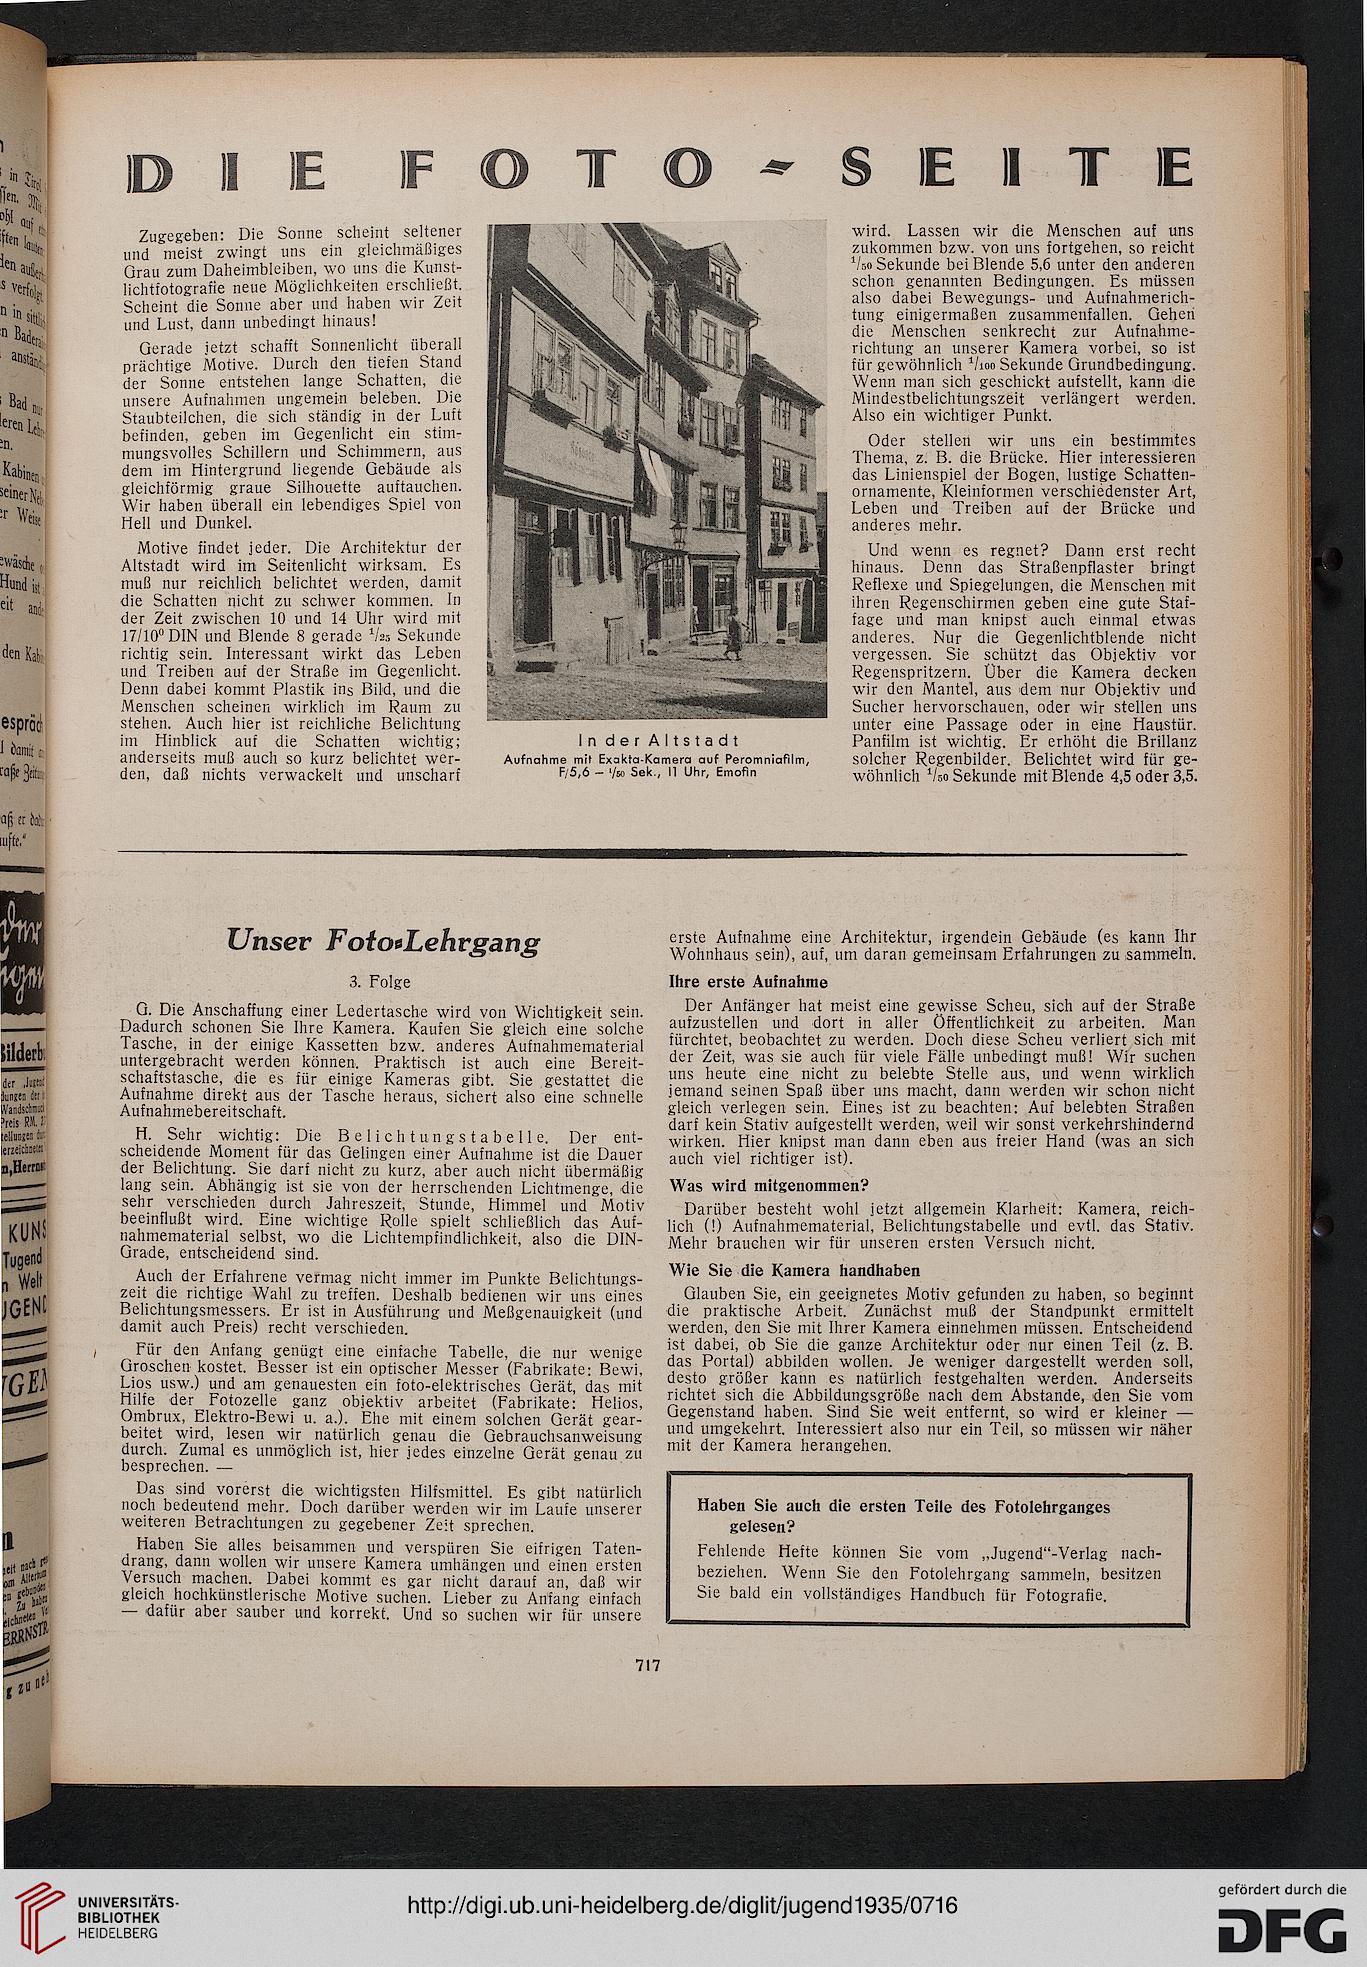 DIE FOTO-SEITE
Zugegeben: Die Sonne scheint seltener
und meist zwingt uns ein gleichmäßiges
Grau zum Daheimbleiben, wo uns die Kunst-
lichtfotografie neue Möglichkeiten erschließt.
Scheint die Sonne aber und haben wir Zeit
und Lust, dann unbedingt hinaus!
Gerade jetzt schafft Sonnenlicht überall
prächtige Motive. Durch den tiefen Stand
der Sonne entstehen lange Schatten, die
unsere Aufnahmen ungemein beleben. Die
Staubteilchen, die sich ständig in der Luft
befinden, geben im Gegenlicht ein stim-
mungsvolles Schillern und Schimmern, aus
dem im Hintergrund liegende Gebäude als
gleichförmig graue Silhouette auftauchen.
Wir haben überall ein lebendiges Spiel von
Hell und Dunkel.
Motive findet jeder. Die Architektur der
Altstadt wird im Seitenlicht wirksam. Es
muß nur reichlich belichtet werden, damit
die Schatten nicht zu schwer kommen. In
der Zeit zwischen 10 und 14 Uhr wird mit
17/10° DIN und Blende 8 gerade 1/25 Sekunde
richtig sein. Interessant wirkt das Leben
und Treiben auf der Straße im Gegenlicht.
Denn dabei kommt Plastik ins Bild, und die
Menschen scheinen wirklich im Raum zu
stehen. Auch hier ist reichliche Belichtung
im Hinblick auf die Schatten wichtig;
anderseits muß auch so kurz belichtet wer-
den, daß nichts verwackelt und unscharf
In der Altstadt
Aufnahme mit Exakta-Kamera auf Peromniafilm,
F/5,6 — 1/50 Sek., 11 Uhr, Emofin
wird. Lassen wir die Menschen auf uns
zukommen bzw. von uns fortgehen, so reicht
1/50 Sekunde bei Blende 5,6 unter den anderen
schon genannten Bedingungen. Es müssen
also dabei Bewegungs- und Aufnahmerich-
tung einigermaßen zusammenfallen. Gehen
die Menschen senkrecht zur Aufnahme-
richtung an unserer Kamera vorbei, so ist
für gewöhnlich 1/100 Sekunde Grundbedingung.
Wenn man sich geschickt aufstellt, kann die
Mindestbelichtungszeit verlängert werden.
Also ein wichtiger Punkt.
Oder stellen wir uns ein bestimmtes
Thema, z. B. die Brücke. Hier interessieren
das Linienspiel der Bogen, lustige Schatten-
ornamente, Kleinformen verschiedenster Art,
Leben und Treiben auf der Brücke und
anderes mehr.
Und wenn es regnet? Dann erst recht
hinaus. Denn das Straßenpflaster bringt
Reflexe und Spiegelungen, die Menschen mit
ihren Regenschirmen geben eine gute Staf-
fage und man knipst auch einmal etwas
anderes. Nur die Gegenlichtblende nicht
vergessen. Sie schützt das Objektiv vor
Regenspritzern. Über die Kamera decken
wir den Mantel, aus dem nur Objektiv und
Sucher hervorschauen, oder wir stellen uns
unter eine Passage oder in eine Haustür.
Panfilm ist wichtig. Er erhöht die Brillanz
solcher Regenbilder. Belichtet wird für ge-
wöhnlich 1/50 Sekunde mit Blende 4,5 oder 3,5.
Unser Foto-Lehrgang
3. Folge
G. Die Anschaffung einer Ledertasche wird von Wichtigkeit sein.
Dadurch schonen Sie Ihre Kamera. Kaufen Sie gleich eine solche
Tasche, in der einige Kassetten bzw. anderes Aufnahmematerial
untergebracht werden können. Praktisch ist auch eine Bereit-
schaftstasche, die es für einige Kameras gibt. Sie gestattet die
Aufnahme direkt aus der Tasche heraus, sichert also eine schnelle
Aufnahmebereitschaft.
H. Sehr wichtig: Die Belichtungstabelle. Der ent-
scheidende Moment für das Gelingen einer Aufnahme ist die Dauer
der Belichtung. Sie darf nicht zu kurz, aber auch nicht übermäßig
lang sein. Abhängig ist sie von der herrschenden Lichtmenge, die
sehr verschieden durch Jahreszeit, Stunde, Himmel und Motiv
beeinflußt wird. Eine wichtige Rolle spielt schließlich das Auf-
nahmematerial selbst, wo die Lichtempfindlichkeit, also die DIN-
Grade, entscheidend sind.
Auch der Erfahrene vermag nicht immer im Punkte Belichtungs-
zeit die richtige Wahl zu treffen. Deshalb bedienen wir uns eines
Belichtungsmessers. Er ist in Ausführung und Meßgenauigkeit (und
damit auch Preis) recht verschieden.
Für den Anfang genügt eine einfache Tabelle, die nur wenige
Groschen kostet. Besser ist ein optischer Messer (Fabrikate: Bewi,
Lios usw.) und am genauesten ein foto-elektrisches Gerät, das mit
Hilfe der Fotozelle ganz objektiv arbeitet (Fabrikate: Helios,
Ombrux, Elektro-Bewi u. a.). Ehe mit einem solchen Gerät gear-
beitet wird, lesen wir natürlich genau die Gebrauchsanweisung
durch. Zumal es unmöglich ist, hier jedes einzelne Gerät genau zu
besprechen. —
Das sind vorerst die wichtigsten Hilfsmittel. Es gibt natürlich
noch bedeutend mehr. Doch darüber werden wir im Laufe unserer
weiteren Betrachtungen zu gegebener Zeit sprechen.
Haben Sie alles beisammen und verspüren Sie eifrigen Taten-
drang, dann wollen wir unsere Kamera umhängen und einen ersten
Versuch machen. Dabei kommt es gar nicht darauf an, daß wir
gleich hochkünstlerische Motive suchen. Lieber zu Anfang einfach
— dafür aber sauber und korrekt. Und so suchen wir für unsere
erste Aufnahme eine Architektur, irgendein Gebäude (es kann Ihr
Wohnhaus sein), auf, um daran gemeinsam Erfahrungen zu sammeln.
Ihre erste Aufnahme
Der Anfänger hat meist eine gewisse Scheu, sich auf der Straße
aufzustellen und dort in aller Öffentlichkeit zu arbeiten. Man
fürchtet, beobachtet zu werden. Doch diese Scheu verliert sich mit
der Zeit, was sie auch für viele Fälle unbedingt muß! Wir suchen
uns heute eine nicht zu belebte Stelle aus, und wenn wirklich
jemand seinen Spaß über uns macht, dann werden wir schon nicht
gleich verlegen sein. Eines ist zu beachten: Auf belebten Straßen
darf kein Stativ aufgestellt werden, weil wir sonst verkehrshindernd
wirken. Hier knipst man dann eben aus freier Hand (was an sich
auch viel richtiger ist).
Was wird mitgenommen?
Darüber besteht wohl jetzt allgemein Klarheit: Kamera, reich-
lich (!) Aufnahmematerial, Belichtungstabelle und evtl. das Stativ.
Mehr brauchen wir für unseren ersten Versuch nicht.
Wie Sie die Kamera handhaben
Glauben Sie, ein geeignetes Motiv gefunden zu haben, so beginnt
die praktische Arbeit. Zunächst muß der Standpunkt ermittelt
werden, den Sie mit Ihrer Kamera einnehmen müssen. Entscheidend
ist dabei, ob Sie die ganze Architektur oder nur einen Teil (z. B.
das Portal) abbilden wollen. Je weniger dargestellt werden soll,
desto größer kann es natürlich festgehalten werden. Anderseits
richtet sich die Abbildungsgröße nach dem Abstande, den Sie vom
Gegenstand haben. Sind Sie weit entfernt, so wird er kleiner —
und umgekehrt. Interessiert also nur ein Teil, so müssen wir näher
mit der Kamera herangehen.
Haben Sie auch die ersten Teile des Fotolehrganges
gelesen?
Fehlende Hefte können Sie vom „Jugend“-Verlag nach-
beziehen. Wenn Sie den Fotolehrgang sammeln, besitzen
Sie bald ein vollständiges Handbuch für Fotografie.
717
UNIVERSITÄTS-
BIBLIOTHEK
HEIDELBERG
http://digi.ub.uni-heidelberg.de/diglit/jugend1935/0716
gefördert durch die
DFG